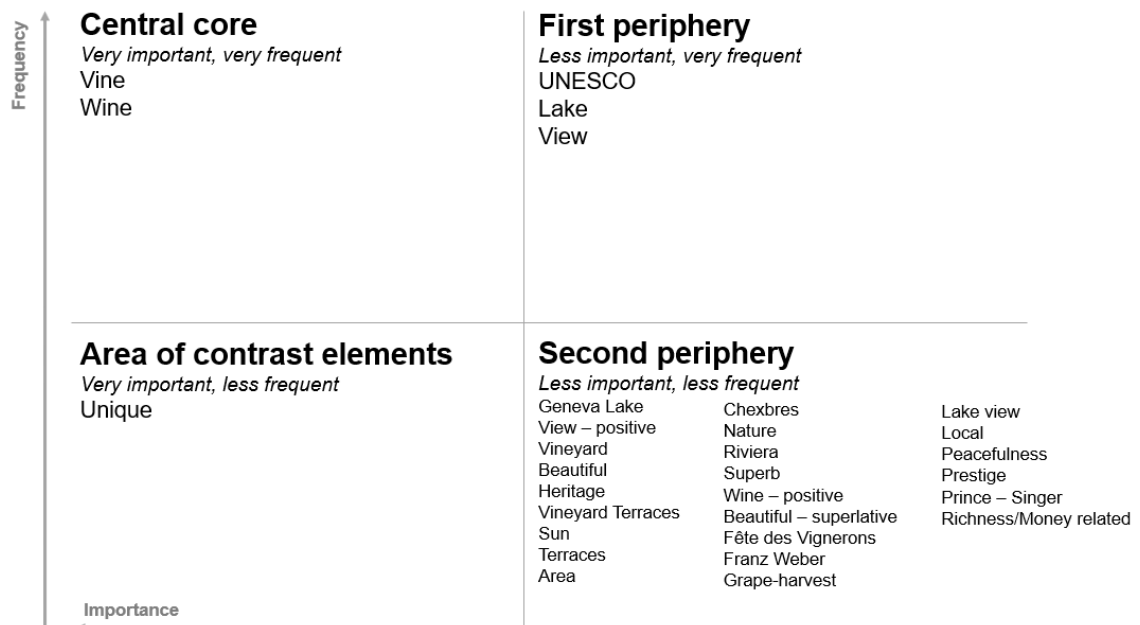 Frequency
Central core
Very important, very frequent
Vine
Wine
First periphery
Less important, very frequent
UNESCO
Lake
View
Area of contrast elements
Very important, less frequent
Unique
Second periphery
Less important, less frequent
Geneva Lake
View – positive
Vineyard
Beautiful
Heritage
Vineyard Terraces
Sun
Terraces
Area
Chexbres
Nature
Riviera
Superb
Wine – positive
Beautiful – superlative
Fête des Vignerons
Franz Weber
Grape-harvest
Lake view
Local
Peacefulness
Prestige
Prince – Singer
Richness/Money related
Importance